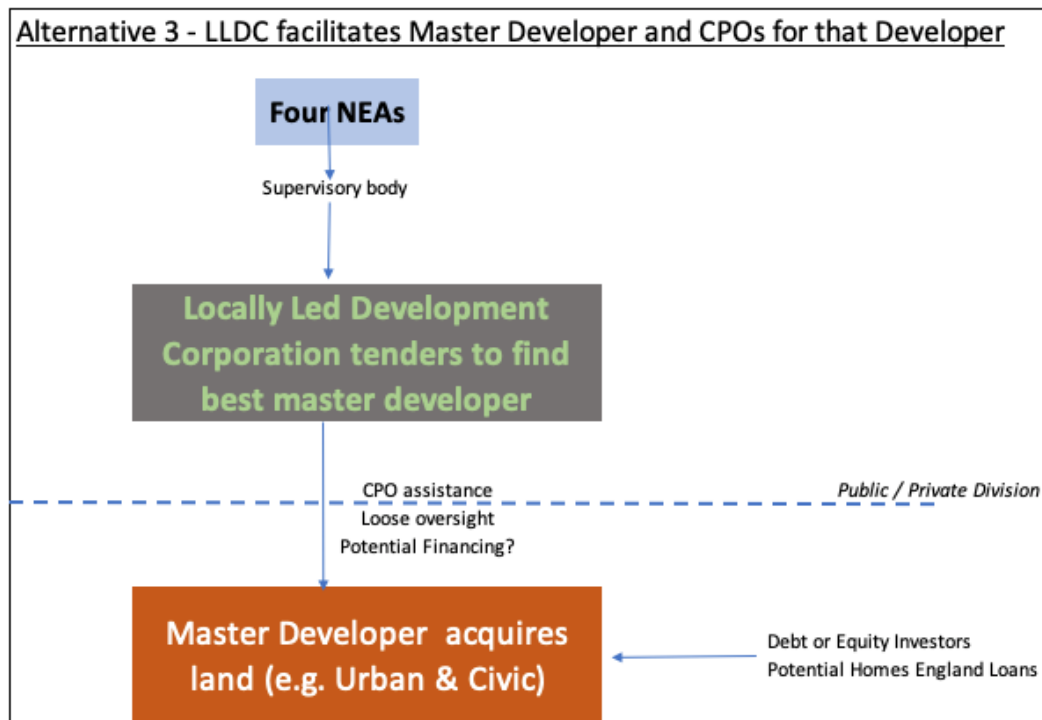 Alternative 3 - LLDC facilitates Master Developer and CPOs for that Developer
Four NEAs
Supervisory body
Locally Led Development
Corporation tenders to find
best master developer
CPO assistance
Public / Private Division
Loose oversight
Potential Financing?
Master Developer acquires
land (e.g. Urban & Civic)
Debt or Equity Investors
Potential Homes England Loans